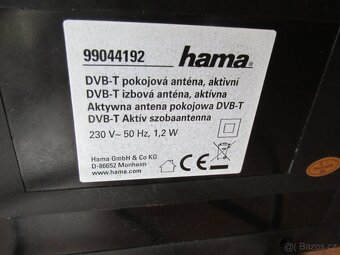 99044192 hama®
DVB-T pokojová anténa, aktivní
DVB-T izbová anténa, aktívna
Aktywna antena pokojowa DVB-T
DVB-T Aktív szobaantenna
230 V~ 50 Hz, 1,2 W
Hama GmbH & Co KG
D-86652 Monheim
www.hama.com
CE
bazoš.cz